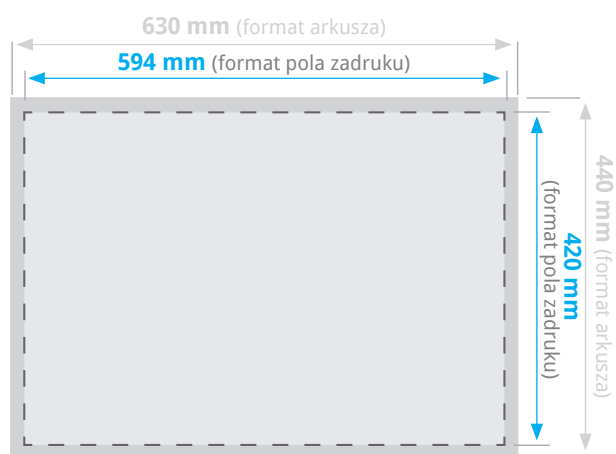 630 mm (format arkusza)
594 mm (format pola zadruku)
440 mm (format arkusza)
420 mm
(format pola zadruku)